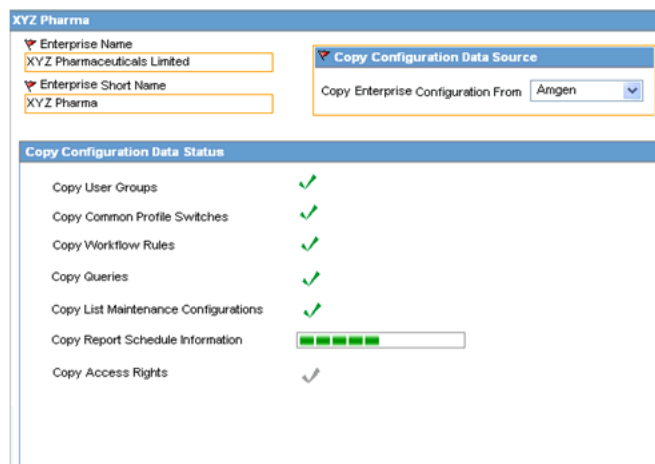 XYZ Pharma
Enterprise Name
XYZ Pharmaceuticals Limited
Enterprise Short Name
XYZ Pharma
Copy Configuration Data Source
Copy Enterprise Configuration From Amgen
Copy Configuration Data Status
Copy User Groups
Copy Common Profile Switches
Copy Workflow Rules
Copy Queries
Copy List Maintenance Configurations
Copy Report Schedule Information
Copy Access Rights